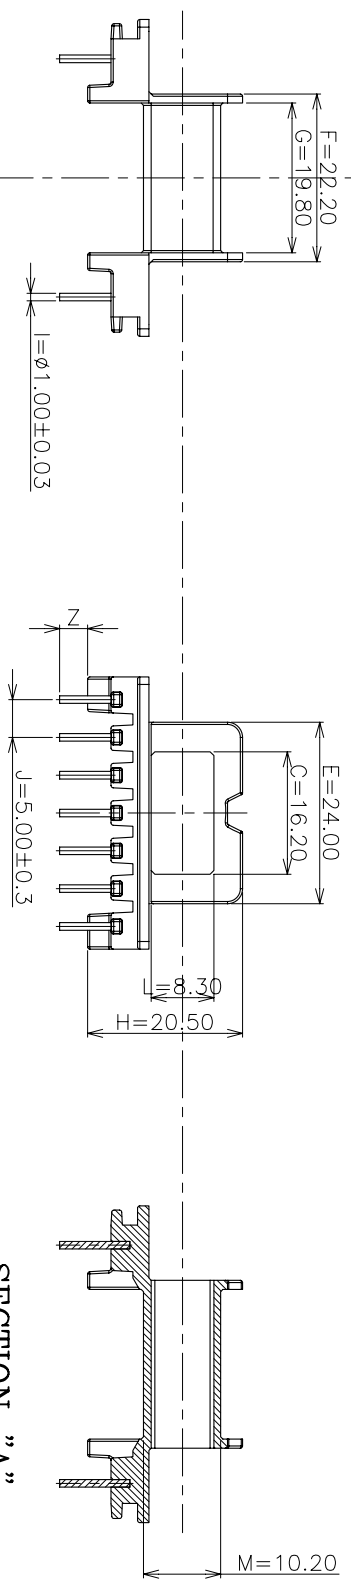 F=22.20
G=19.80
I=ø1.00±0.03
Z
J=5.00±0.3
E=24.00
C=16.20
L=8.30
H=20.50
M=10.20
SECTION "A"